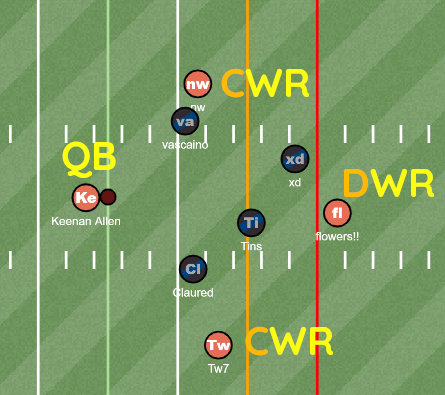 nw CWR
nw
va
vascaino
QB
xd
xd
DWR
Ke
Keenan Allen
fl
flowers!!
Ti
Tins
Cl
Claured
Tw CWR
Tw7